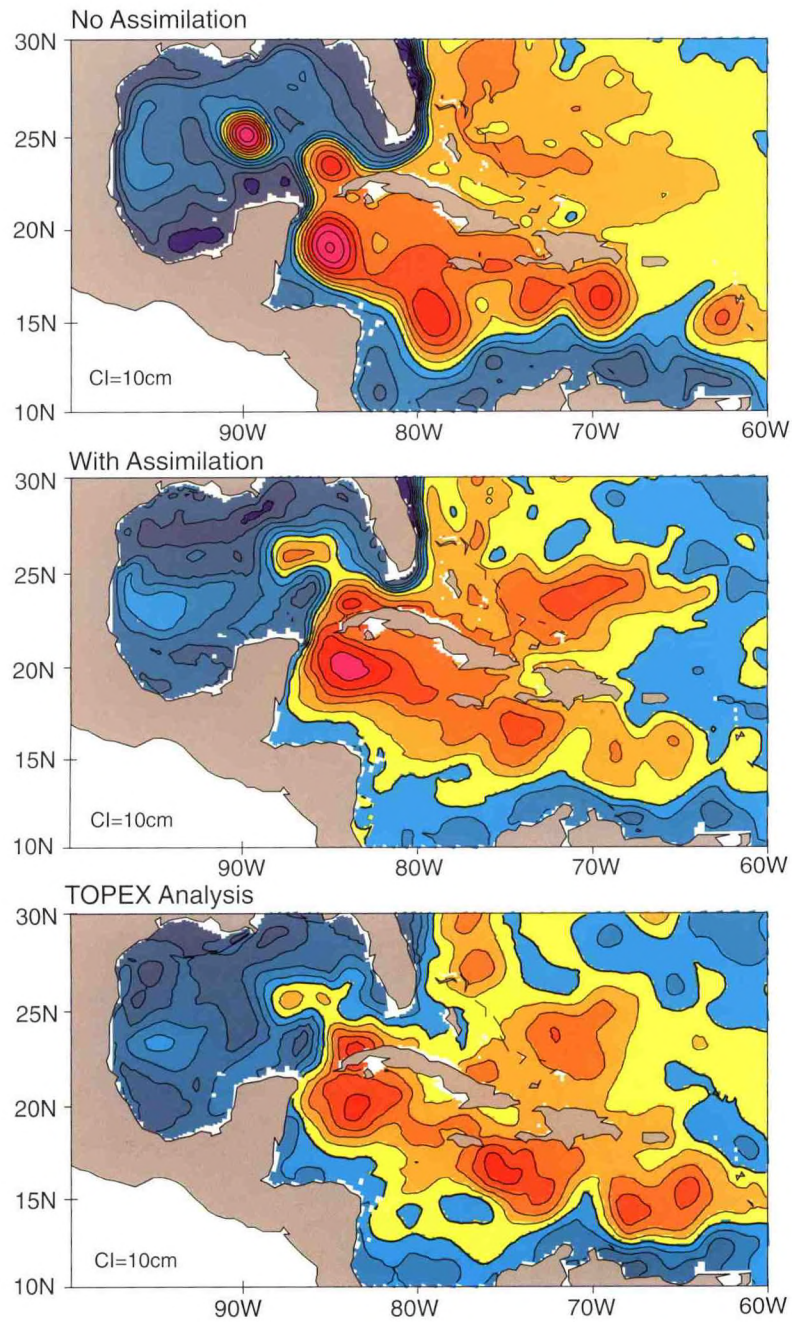 No Assimilation
30N
25N
20N
15N
10N
CI=10cm
90W 80W 70W 60W
With Assimilation
30N
25N
20N
15N
10N
CI=10cm
90W 80W 70W 60W
TOPEX Analysis
30N
25N
20N
15N
10N
CI=10cm
90W 80W 70W 60W